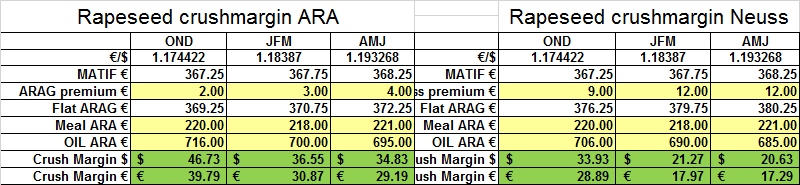 Rapeseed crushmargin ARA Rapeseed crushmargin Neuss
OND JFM AMJ OND JFM AMJ
€/$ 1.174422 1.18387 1.193268 €/$ 1.174422 1.18387 1.193268
MATIF € 367.25 367.75 368.25 MATIF € 367.25 367.75 368.25
ARAG premium € 2.00 3.00 4.00 ss premium € 9.00 12.00 12.00
Flat ARAG € 369.25 370.75 372.25 Flat ARAG € 376.25 379.75 380.25
Meal ARA € 220.00 218.00 221.00 Meal ARA € 220.00 218.00 221.00
OIL ARA € 716.00 700.00 695.00 OIL ARA € 706.00 690.00 685.00
Crush Margin $ $ 46.73 $ 36.55 $ 34.83 rush Margin $ $ 33.93 $ 21.27 $ 20.63
Crush Margin € € 39.79 € 30.87 € 29.19 rush Margin € € 28.89 € 17.97 € 17.29